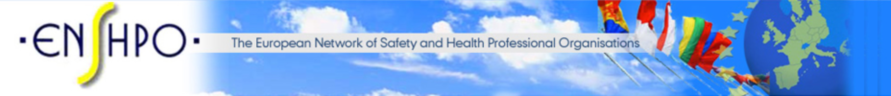 ·ENSHPO·
The European Network of Safety and Health Professional Organisations